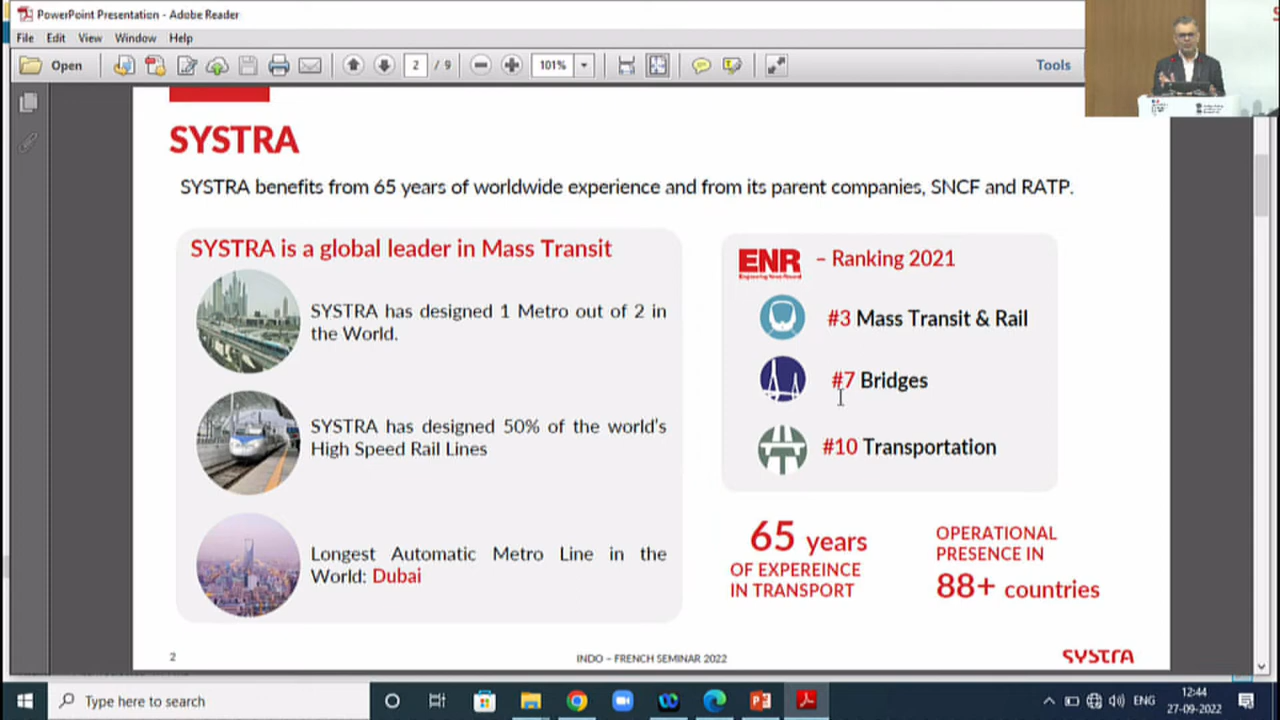 PowerPoint Presentation - Adobe Reader
File Edit View Window Help
Open 2 / 9 101% Tools
SYSTRA
SYSTRA benefits from 65 years of worldwide experience and from its parent companies, SNCF and RATP.
SYSTRA is a global leader in Mass Transit
SYSTRA has designed 1 Metro out of 2 in
the World.
SYSTRA has designed 50% of the world's
High Speed Rail Lines
Longest Automatic Metro Line in the
World: Dubai
ENR – Ranking 2021
Engineering News-Record
#3 Mass Transit & Rail
#7 Bridges
#10 Transportation
65 years
OF EXPEREINCE
IN TRANSPORT
OPERATIONAL
PRESENCE IN
88+ countries
2
INDO – FRENCH SEMINAR 2022
SYSTRA
Type here to search
ENG
12:44
27-09-2022